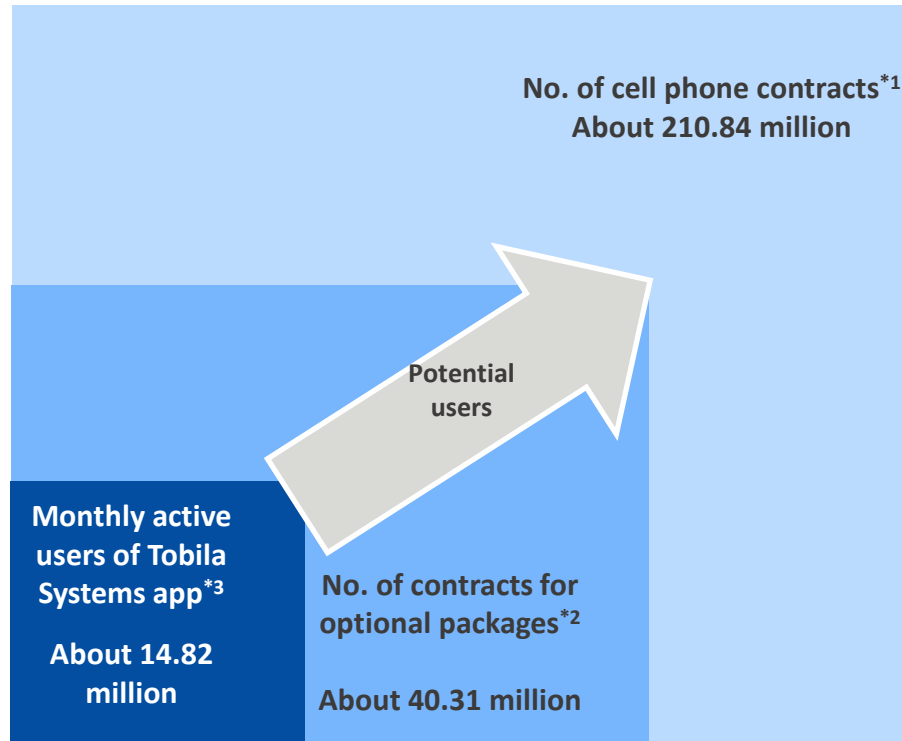 No. of cell phone contracts*1
About 210.84 million
Potential
users
Monthly active
users of Tobila
Systems app*3
About 14.82
million
No. of contracts for
optional packages*2
About 40.31 million